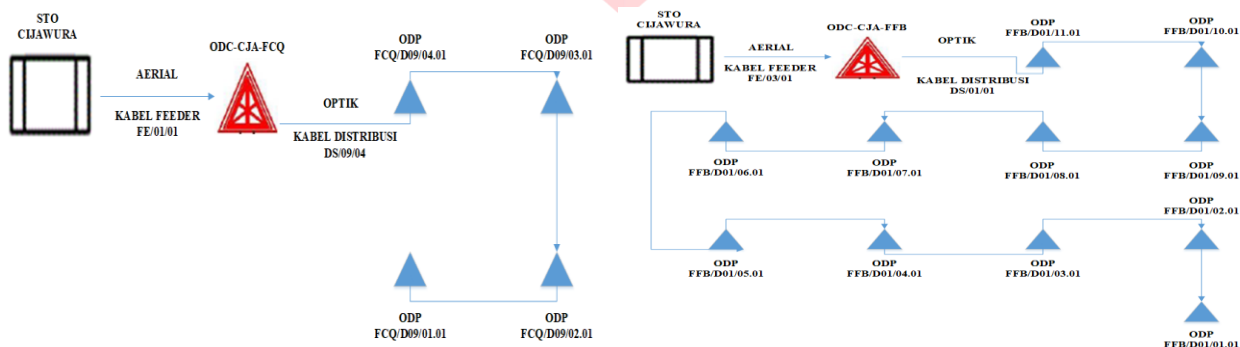 STO
CIJAWURA
ODC-CJA-FCQ
AERIAL
KABEL FEEDER
FE/01/01
OPTIK
KABEL DISTRIBUSI
DS/09/04
ODP
FCQ/D09/04.01
ODP
FCQ/D09/03.01
ODP
FCQ/D09/01.01
ODP
FCQ/D09/02.01
STO
CIJAWURA
AERIAL
KABEL FEEDER
FE/03/01
ODC-CJA-FFB
OPTIK
KABEL DISTRIBUSI
DS/01/01
ODP
FFB/D01/11.01
ODP
FFB/D01/10.01
ODP
FFB/D01/06.01
ODP
FFB/D01/07.01
ODP
FFB/D01/08.01
ODP
FFB/D01/09.01
ODP
FFB/D01/02.01
ODP
FFB/D01/05.01
ODP
FFB/D01/04.01
ODP
FFB/D01/03.01
ODP
FFB/D01/01.01